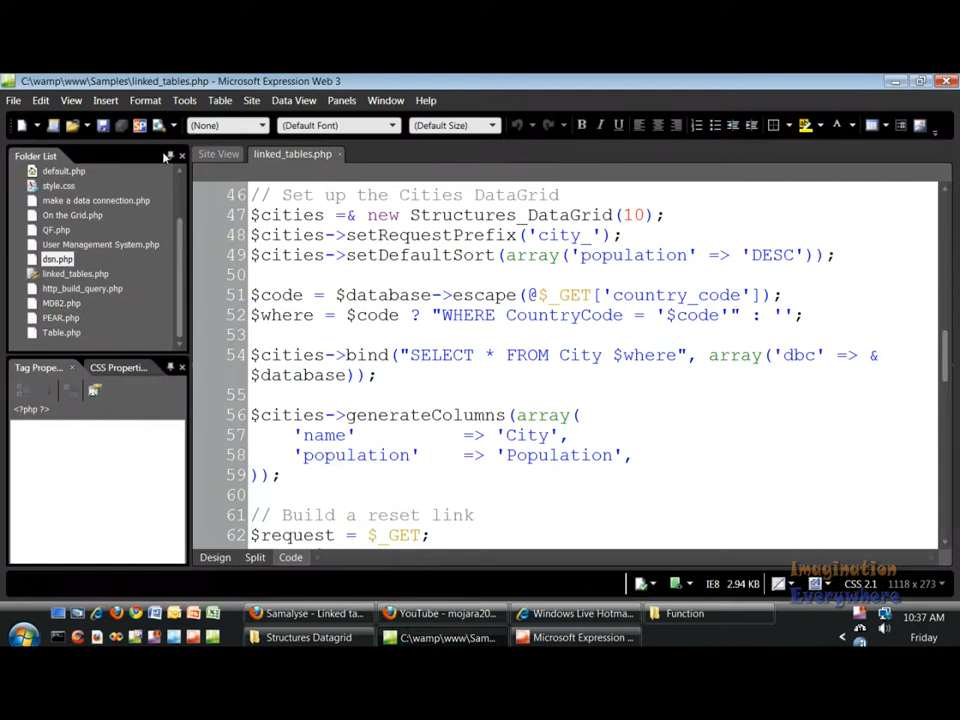 C:\wamp\www\Samples\linked_tables.php - Microsoft Expression Web 3
File Edit View Insert Format Tools Table Site Data View Panels Window Help
(None) (Default Font) (Default Size) B I U A
Folder List
Site View linked_tables.php ×
default.php
style.css
make a data connection.php
On the Grid.php
QF.php
User Management System.php
dsn.php
linked_tables.php
http_build_query.php
MDB2.php
PEAR.php
Table.php
Tag Prope... × CSS Properti...
<?php ?>
46 // Set up the Cities DataGrid
47 $cities =& new Structures_DataGrid(10);
48 $cities->setRequestPrefix('city_');
49 $cities->setDefaultSort(array('population' => 'DESC'));
50
51 $code = $database->escape(@$_GET['country_code']);
52 $where = $code ? "WHERE CountryCode = '$code'" : '';
53
54 $cities->bind("SELECT * FROM City $where", array('dbc' => &
$database));
55
56 $cities->generateColumns(array(
57 'name' => 'City',
58 'population' => 'Population',
59 ));
60
61 // Build a reset link
62 $request = $_GET;
Design Split Code
Imagination
Everywhere
IE8 2.94 KB CSS 2.1 1118 x 273
Samalyse - Linked ta... YouTube - mojara20... Windows Live Hotma... Function
10:37 AM
Structures Datagrid C:\wamp\www\Sam... Microsoft Expression ...
Friday